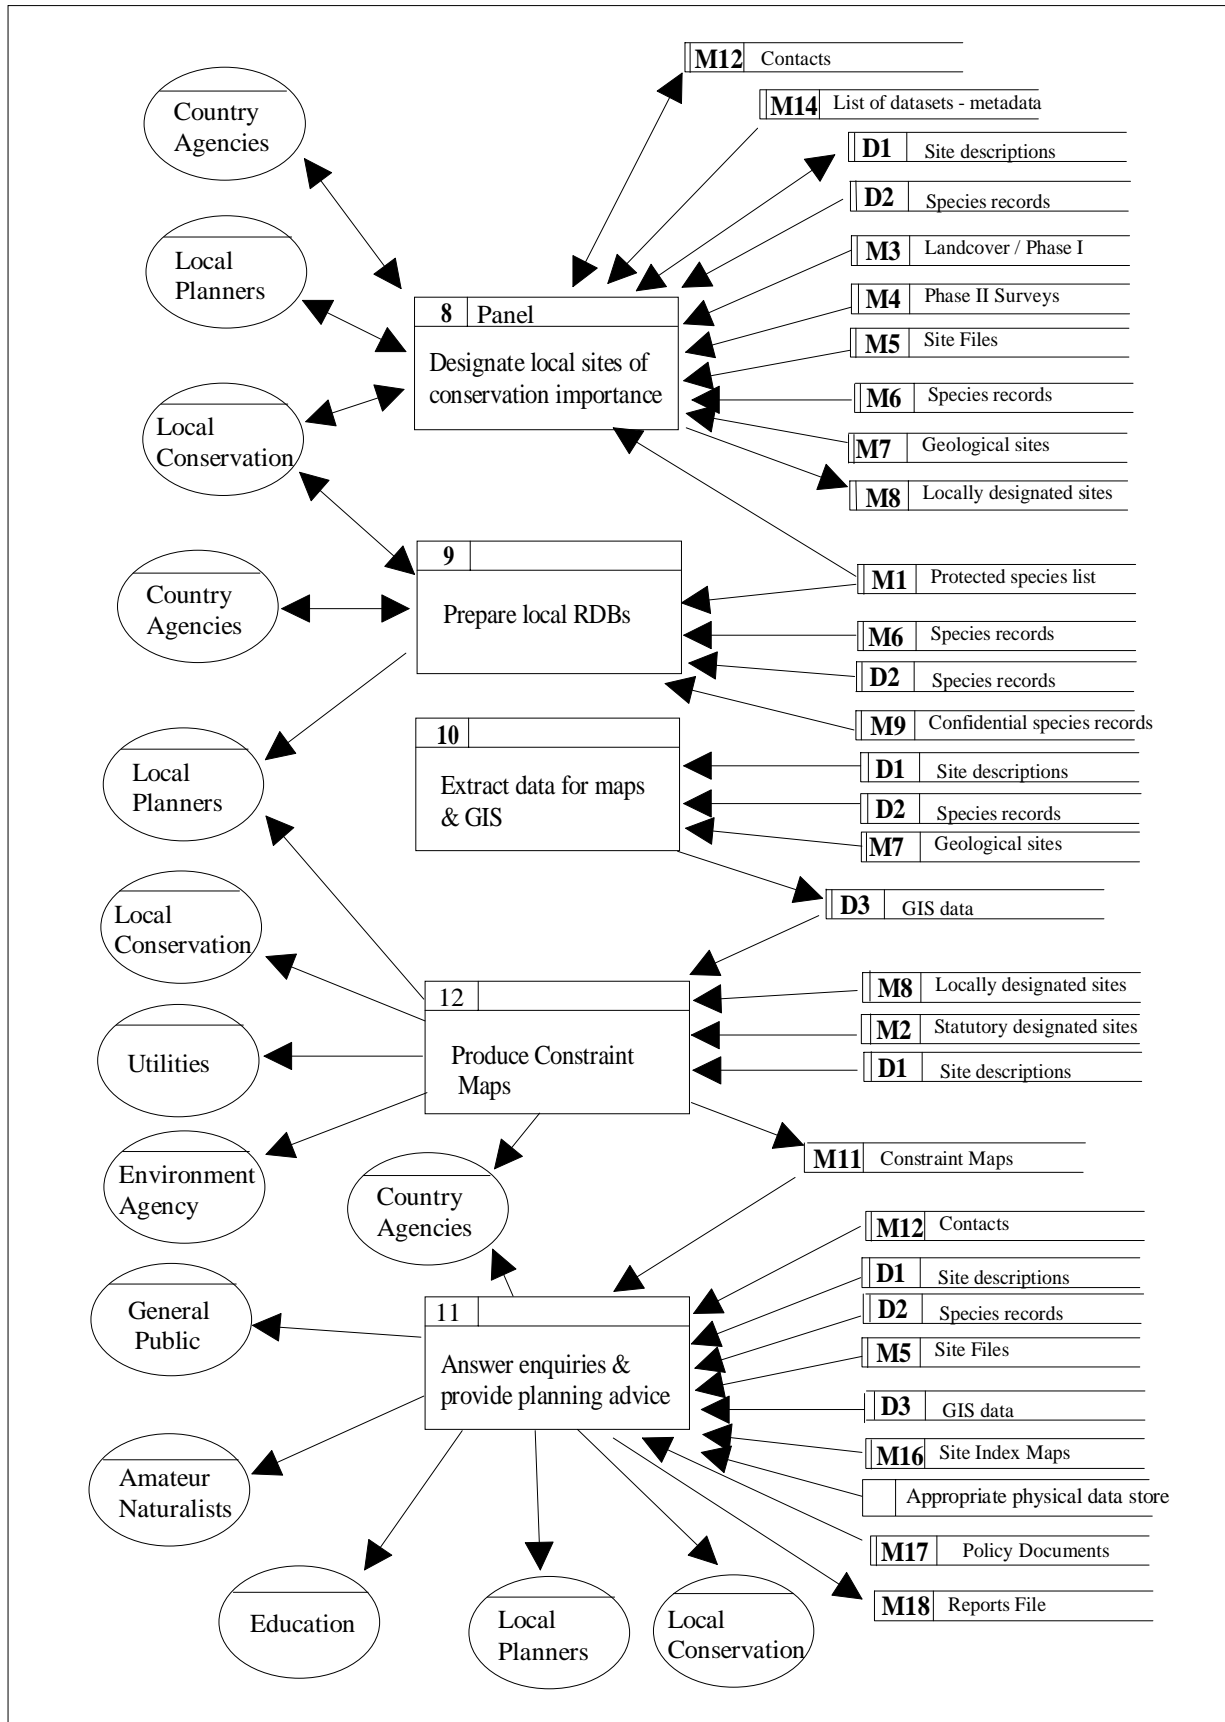 M12 Contacts
M14 List of datasets - metadata
Country
Agencies
D1 Site descriptions
D2 Species records
Local
Planners
M3 Landcover / Phase I
M4 Phase II Surveys
8 Panel
Designate local sites of
conservation importance
M5 Site Files
M6 Species records
Local
Conservation
M7 Geological sites
M8 Locally designated sites
9
Prepare local RDBs
M1 Protected species list
Country
Agencies
M6 Species records
D2 Species records
M9 Confidential species records
10
Extract data for maps
& GIS
Local
Planners
D1 Site descriptions
D2 Species records
M7 Geological sites
D3 GIS data
Local
Conservation
12
Produce Constraint
Maps
M8 Locally designated sites
M2 Statutory designated sites
D1 Site descriptions
Utilities
M11 Constraint Maps
Environment
Agency
Country
Agencies
M12 Contacts
D1 Site descriptions
D2 Species records
General
Public
11
Answer enquiries &
provide planning advice
M5 Site Files
D3 GIS data
M16 Site Index Maps
Appropriate physical data store
Amateur
Naturalists
M17 Policy Documents
M18 Reports File
Education
Local
Planners
Local
Conservation